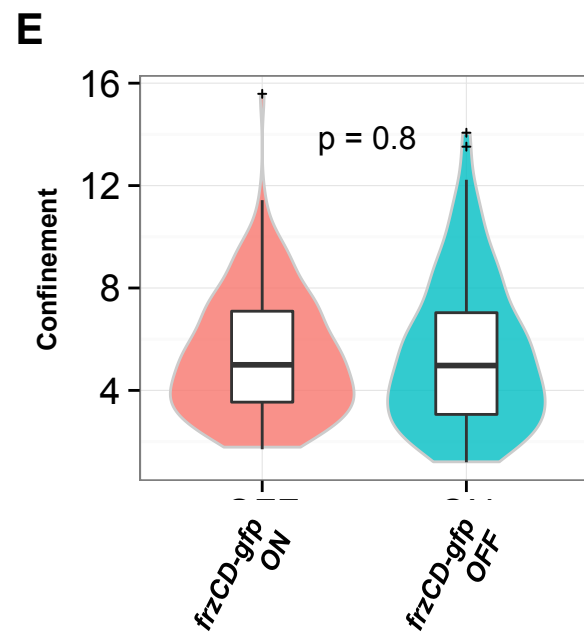 E
16
p = 0.8
12
8
4
Confinement
frzCD-gfp
ON
frzCD-gfp
OFF